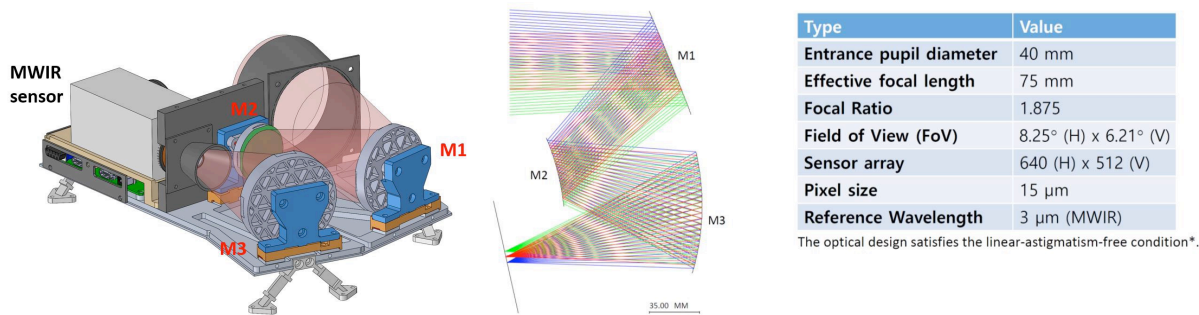 MWIR
sensor
M2
M1
M3
M1
M2
M3
35.00 MM
Type Value
Entrance pupil diameter 40 mm
Effective focal length 75 mm
Focal Ratio 1.875
Field of View (FoV) 8.25° (H) x 6.21° (V)
Sensor array 640 (H) x 512 (V)
Pixel size 15 μm
Reference Wavelength 3 μm (MWIR)
The optical design satisfies the linear-astigmatism-free condition*.